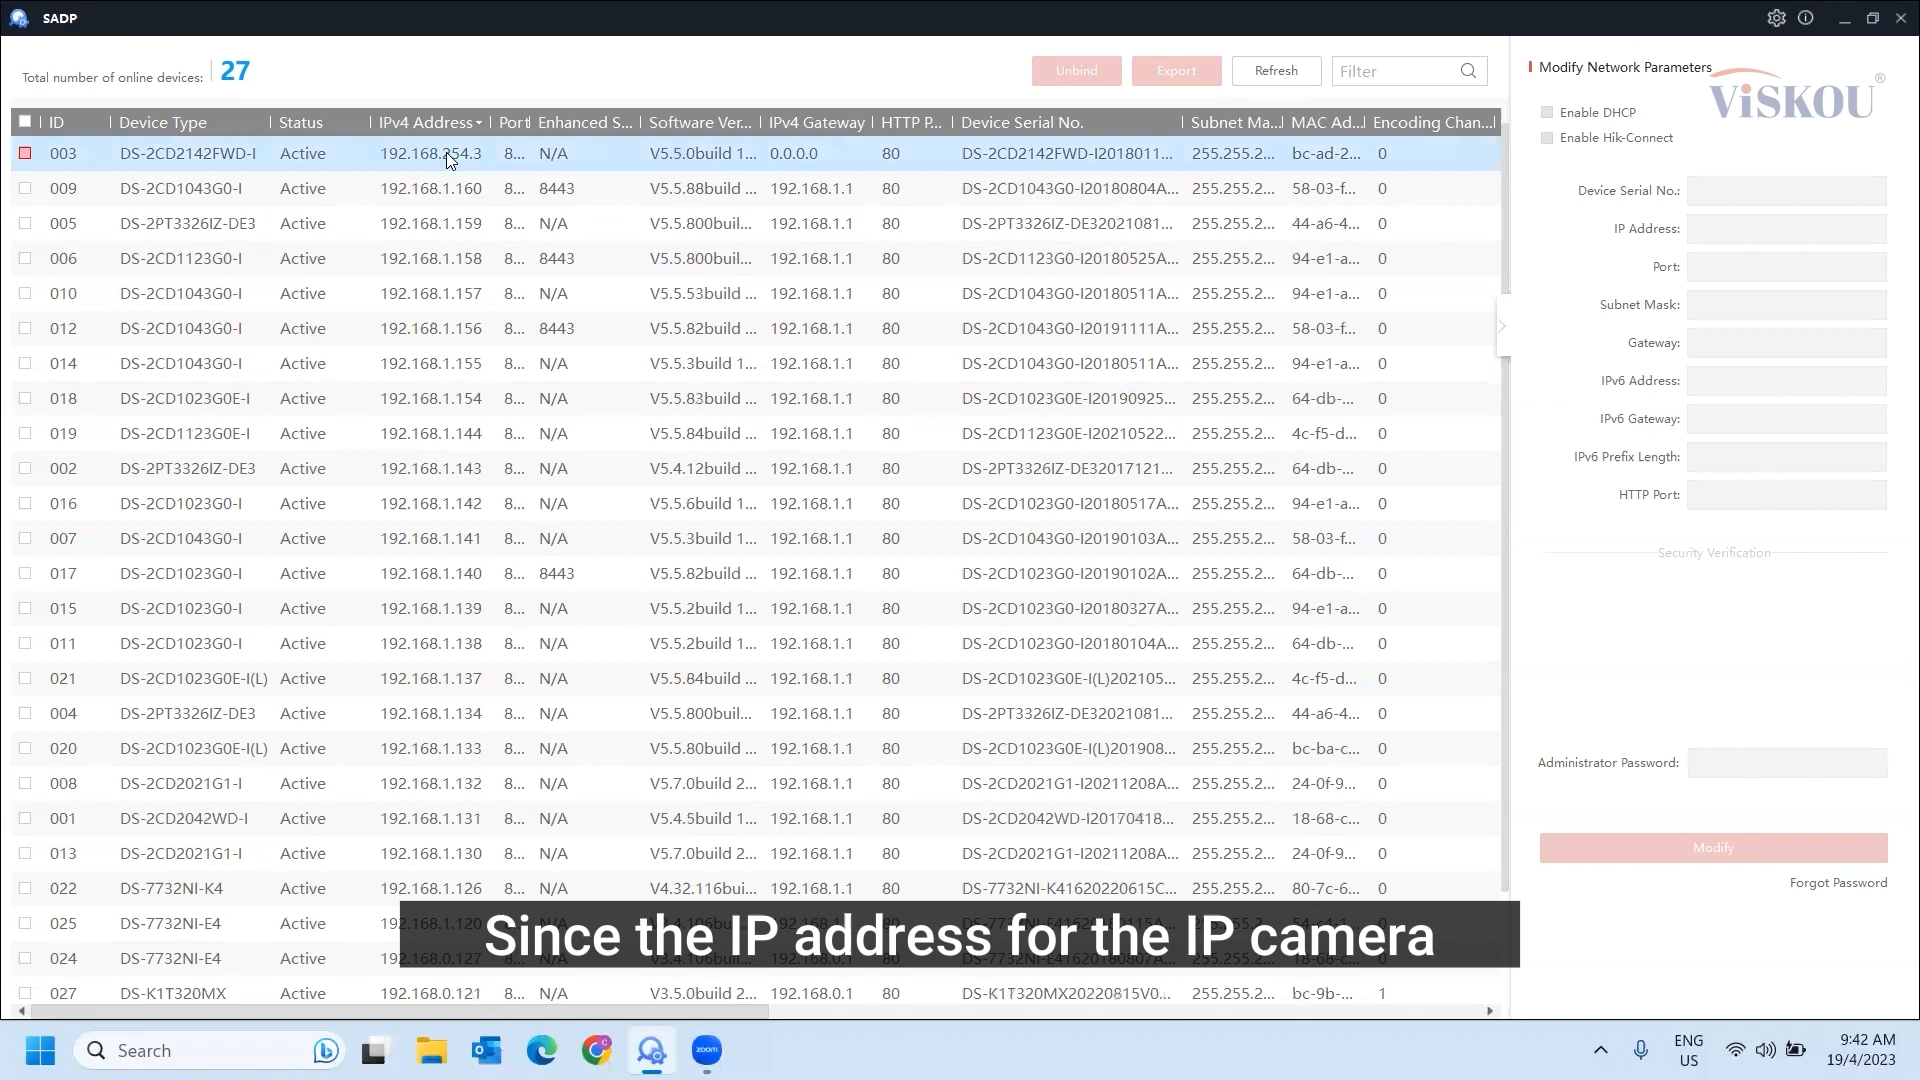 SADP
Total number of online devices: 27
Unbind Export Refresh Filter
ID Device Type Status IPv4 Address Port Enhanced S... Software Ver... IPv4 Gateway HTTP P... Device Serial No. Subnet Ma... MAC Ad... Encoding Chan...
003 DS-2CD2142FWD-I Active 192.168.254.3 8... N/A V5.5.0build 1... 0.0.0.0 80 DS-2CD2142FWD-I2018011... 255.255.2... bc-ad-2... 0
009 DS-2CD1043G0-I Active 192.168.1.160 8... 8443 V5.5.88build ... 192.168.1.1 80 DS-2CD1043G0-I20180804A... 255.255.2... 58-03-f... 0
005 DS-2PT3326IZ-DE3 Active 192.168.1.159 8... N/A V5.5.800buil... 192.168.1.1 80 DS-2PT3326IZ-DE32021081... 255.255.2... 44-a6-4... 0
006 DS-2CD1123G0-I Active 192.168.1.158 8... 8443 V5.5.800buil... 192.168.1.1 80 DS-2CD1123G0-I20180525A... 255.255.2... 94-e1-a... 0
010 DS-2CD1043G0-I Active 192.168.1.157 8... N/A V5.5.53build ... 192.168.1.1 80 DS-2CD1043G0-I20180511A... 255.255.2... 94-e1-a... 0
012 DS-2CD1043G0-I Active 192.168.1.156 8... 8443 V5.5.82build ... 192.168.1.1 80 DS-2CD1043G0-I20191111A... 255.255.2... 58-03-f... 0
014 DS-2CD1043G0-I Active 192.168.1.155 8... N/A V5.5.3build 1... 192.168.1.1 80 DS-2CD1043G0-I20180511A... 255.255.2... 94-e1-a... 0
018 DS-2CD1023G0E-I Active 192.168.1.154 8... N/A V5.5.83build ... 192.168.1.1 80 DS-2CD1023G0E-I20190925... 255.255.2... 64-db-... 0
019 DS-2CD1123G0E-I Active 192.168.1.144 8... N/A V5.5.84build ... 192.168.1.1 80 DS-2CD1123G0E-I20210522... 255.255.2... 4c-f5-d... 0
002 DS-2PT3326IZ-DE3 Active 192.168.1.143 8... N/A V5.4.12build ... 192.168.1.1 80 DS-2PT3326IZ-DE32017121... 255.255.2... 64-db-... 0
016 DS-2CD1023G0-I Active 192.168.1.142 8... N/A V5.5.6build 1... 192.168.1.1 80 DS-2CD1023G0-I20180517A... 255.255.2... 94-e1-a... 0
007 DS-2CD1043G0-I Active 192.168.1.141 8... N/A V5.5.3build 1... 192.168.1.1 80 DS-2CD1043G0-I20190103A... 255.255.2... 58-03-f... 0
017 DS-2CD1023G0-I Active 192.168.1.140 8... 8443 V5.5.82build ... 192.168.1.1 80 DS-2CD1023G0-I20190102A... 255.255.2... 64-db-... 0
015 DS-2CD1023G0-I Active 192.168.1.139 8... N/A V5.5.2build 1... 192.168.1.1 80 DS-2CD1023G0-I20180327A... 255.255.2... 94-e1-a... 0
011 DS-2CD1023G0-I Active 192.168.1.138 8... N/A V5.5.2build 1... 192.168.1.1 80 DS-2CD1023G0-I20180104A... 255.255.2... 64-db-... 0
021 DS-2CD1023G0E-I(L) Active 192.168.1.137 8... N/A V5.5.84build ... 192.168.1.1 80 DS-2CD1023G0E-I(L)202105... 255.255.2... 4c-f5-d... 0
004 DS-2PT3326IZ-DE3 Active 192.168.1.134 8... N/A V5.5.800buil... 192.168.1.1 80 DS-2PT3326IZ-DE32021081... 255.255.2... 44-a6-4... 0
020 DS-2CD1023G0E-I(L) Active 192.168.1.133 8... N/A V5.5.80build ... 192.168.1.1 80 DS-2CD1023G0E-I(L)201908... 255.255.2... bc-ba-c... 0
008 DS-2CD2021G1-I Active 192.168.1.132 8... N/A V5.7.0build 2... 192.168.1.1 80 DS-2CD2021G1-I20211208A... 255.255.2... 24-0f-9... 0
001 DS-2CD2042WD-I Active 192.168.1.131 8... N/A V5.4.5build 1... 192.168.1.1 80 DS-2CD2042WD-I20170418... 255.255.2... 18-68-c... 0
013 DS-2CD2021G1-I Active 192.168.1.130 8... N/A V5.7.0build 2... 192.168.1.1 80 DS-2CD2021G1-I20211208A... 255.255.2... 24-0f-9... 0
022 DS-7732NI-K4 Active 192.168.1.126 8... N/A V4.32.116bui... 192.168.1.1 80 DS-7732NI-K41620220615C... 255.255.2... 80-7c-6... 0
025 DS-7732NI-E4 Active
024 DS-7732NI-E4 Active
027 DS-K1T320MX Active 192.168.0.121 8... N/A V3.5.0build 2... 192.168.0.1 80 DS-K1T320MX20220815V0... 255.255.2... bc-9b-... 1
Since the IP address for the IP camera
Modify Network Parameters
ViSKOU®
Enable DHCP
Enable Hik-Connect
Device Serial No.:
IP Address:
Port:
Subnet Mask:
Gateway:
IPv6 Address:
IPv6 Gateway:
IPv6 Prefix Length:
HTTP Port:
Security Verification
Administrator Password:
Modify
Forgot Password
Search
zoom
ENG
US
9:42 AM
19/4/2023